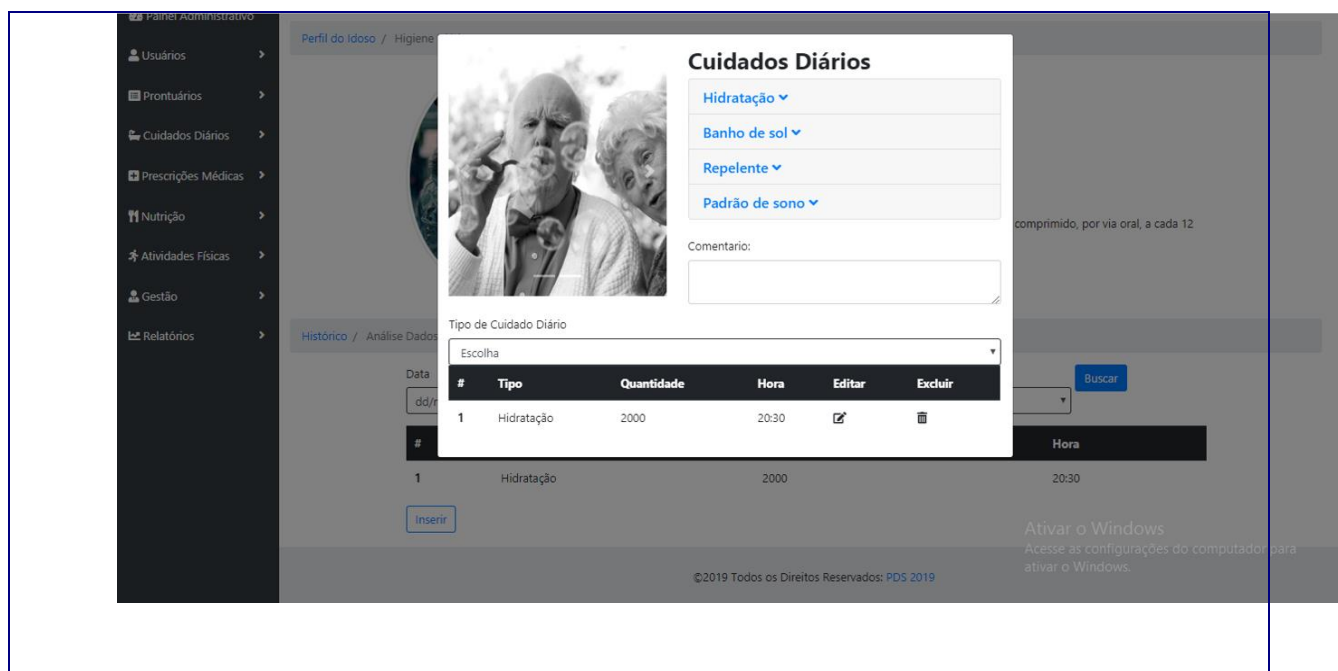 Painel Administrativo
Usuários
Prontuários
Cuidados Diários
Prescrições Médicas
Nutrição
Atividades Físicas
Gestão
Relatórios
Perfil do Idoso / Higiene
Cuidados Diários
Hidratação
Banho de sol
Repelente
Padrão de sono
Comentario:
comprimido, por via oral, a cada 12
Tipo de Cuidado Diário
Escolha
# Tipo Quantidade Hora Editar Excluir
1 Hidratação 2000 20:30
Histórico / Análise Dados
Data
Buscar
# Hora
1 Hidratação 2000 20:30
Inserir
Ativar o Windows
Acesse as configurações do computador para
ativar o Windows.
©2019 Todos os Direitos Reservados: PDS 2019